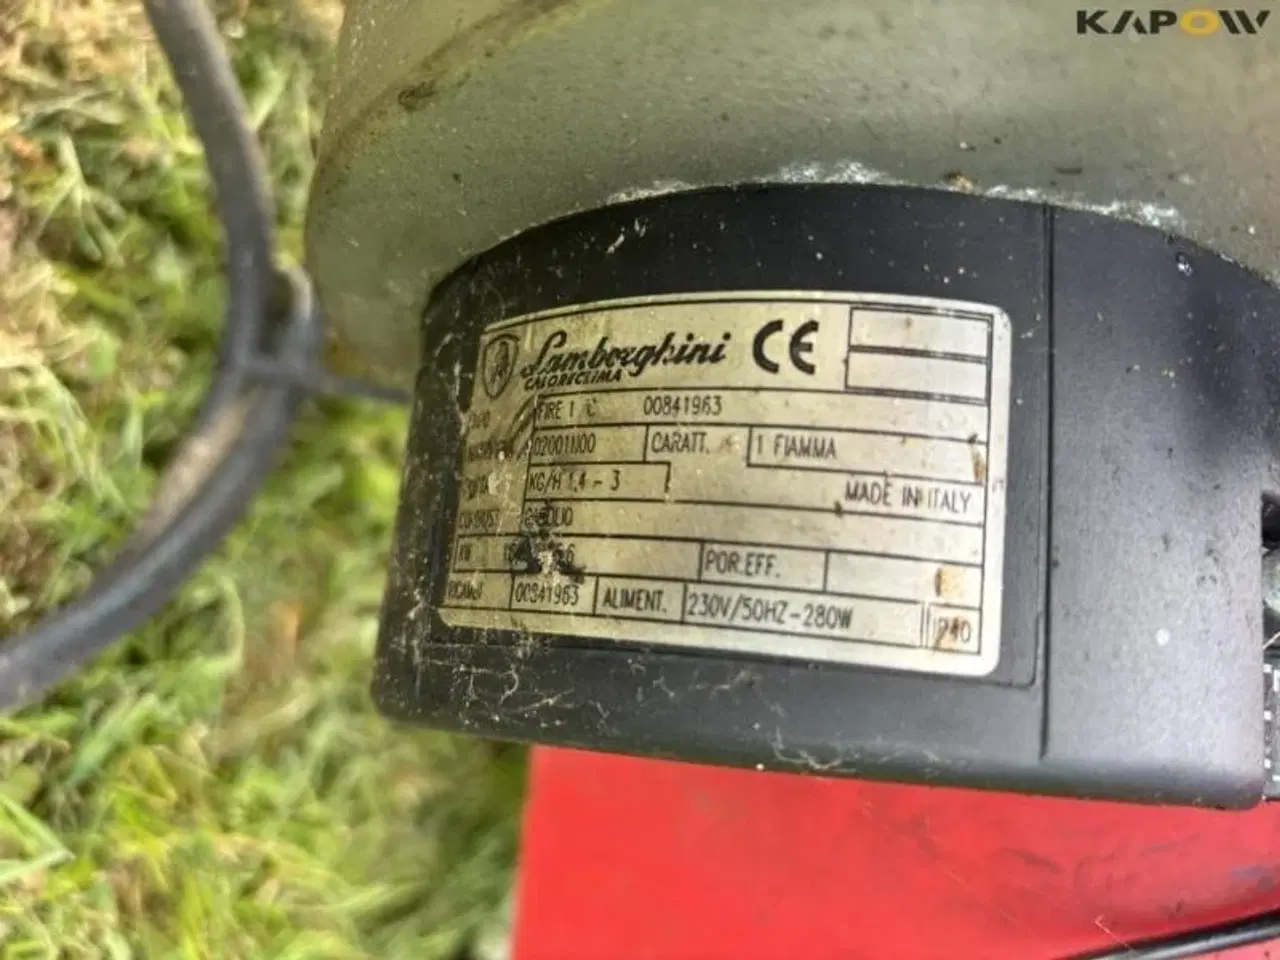 KAPOW
Lamborghini CE
CALORECLIMA
FIRE 1 00841963
CARATT. 1 FIAMMA
KG/H 1,4 - 3 MADE IN ITALY
POR.EFF.
00841963 ALIMENT. 230V/50HZ-280W IP40